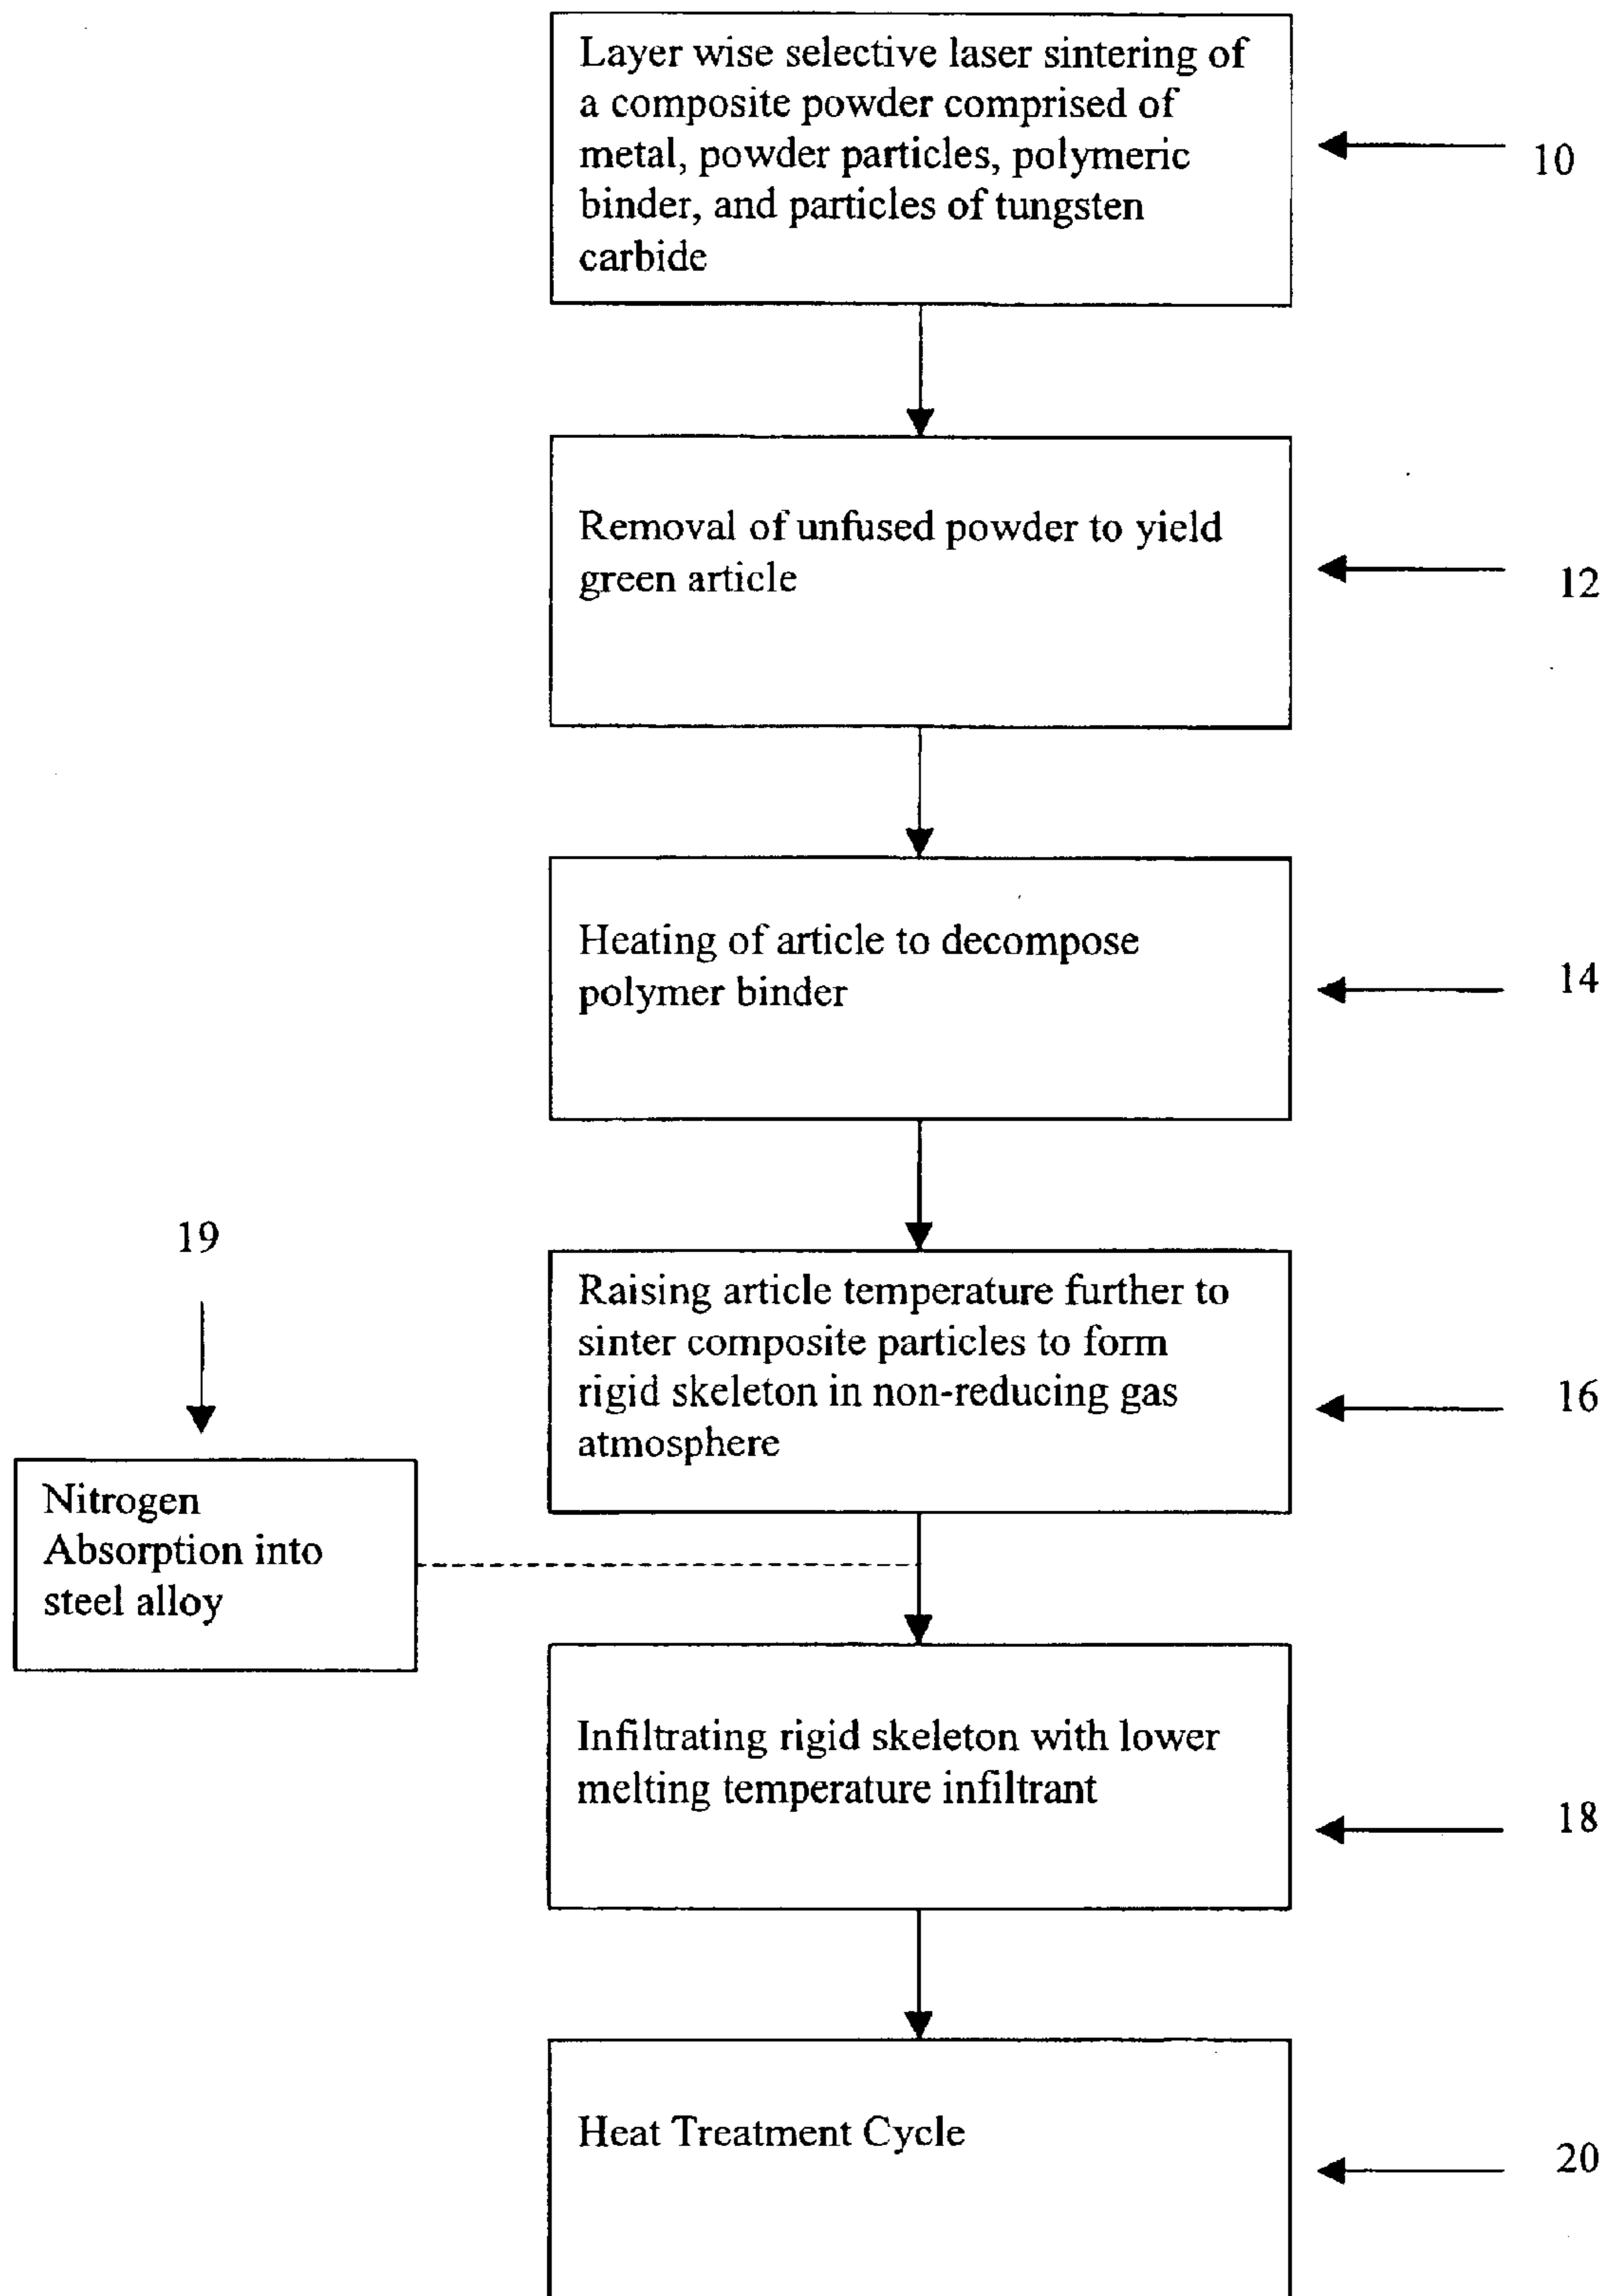 Layer wise selective laser sintering of
a composite powder comprised of
metal, powder particles, polymeric
binder, and particles of tungsten
carbide
10
Removal of unfused powder to yield
green article
12
Heating of article to decompose
polymer binder
14
19
Raising article temperature further to
sinter composite particles to form
rigid skeleton in non-reducing gas
atmosphere
16
Nitrogen
Absorption into
steel alloy
Infiltrating rigid skeleton with lower
melting temperature infiltrant
18
Heat Treatment Cycle
20